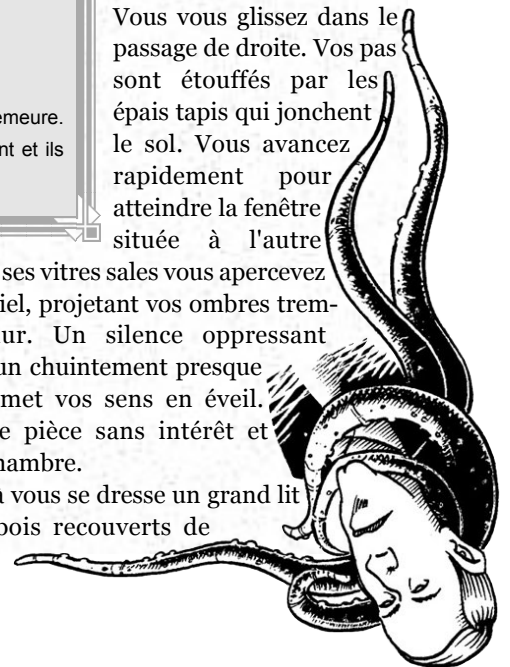 emeure.
nt et ils
Vous vous glissez dans le
passage de droite. Vos pas
sont étouffés par les
épais tapis qui jonchent
le sol. Vous avancez
rapidement pour
atteindre la fenêtre
située à l'autre
ses vitres sales vous apercevez
iel, projetant vos ombres trem-
ur. Un silence oppressant
un chuintement presque
met vos sens en éveil.
e pièce sans intérêt et
hambre.
à vous se dresse un grand lit
bois recouverts de